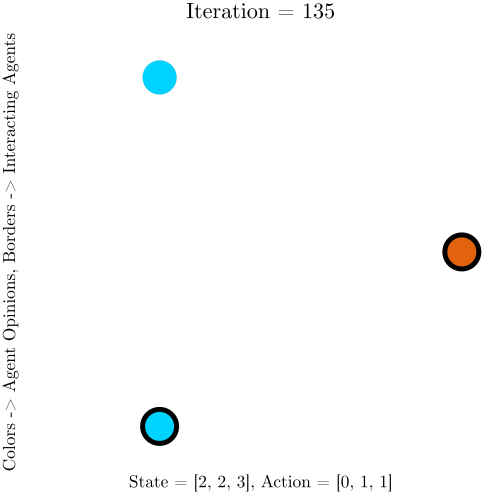 Iteration = 135
Colors -> Agent Opinions, Borders -> Interacting Agents
State = [2, 2, 3], Action = [0, 1, 1]